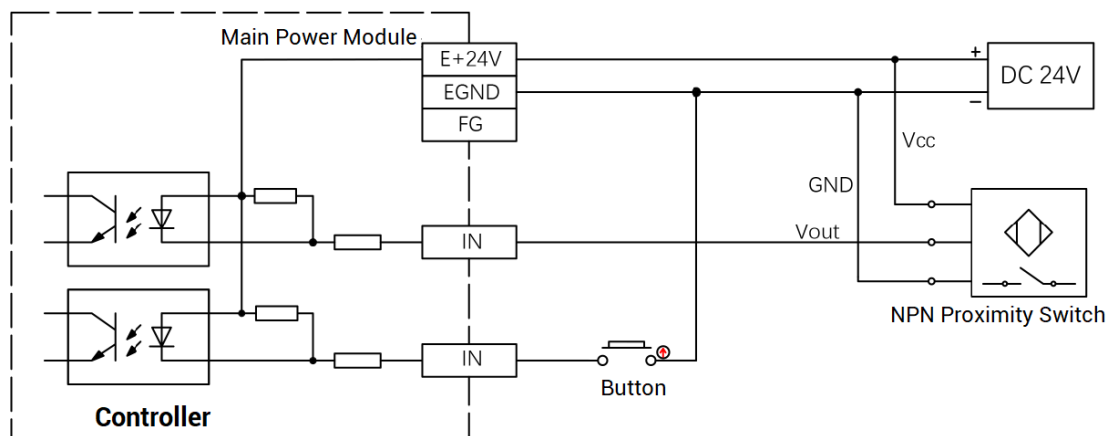 Main Power Module
E+24V
EGND
FG
+
DC 24V
−
Vcc
GND
Vout
IN
NPN Proximity Switch
IN
Button
Controller